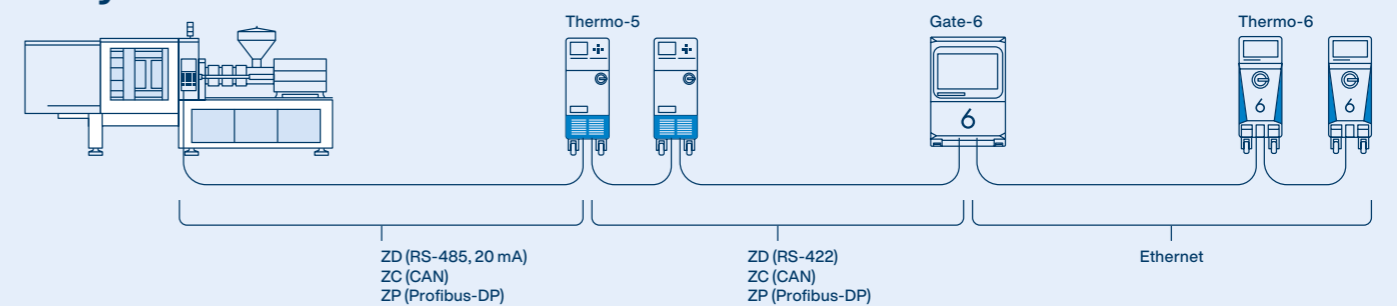 Thermo-5
Gate-6
Thermo-6
6
6
6
ZD (RS-485, 20 mA)
ZC (CAN)
ZP (Profibus-DP)
ZD (RS-422)
ZC (CAN)
ZP (Profibus-DP)
Ethernet